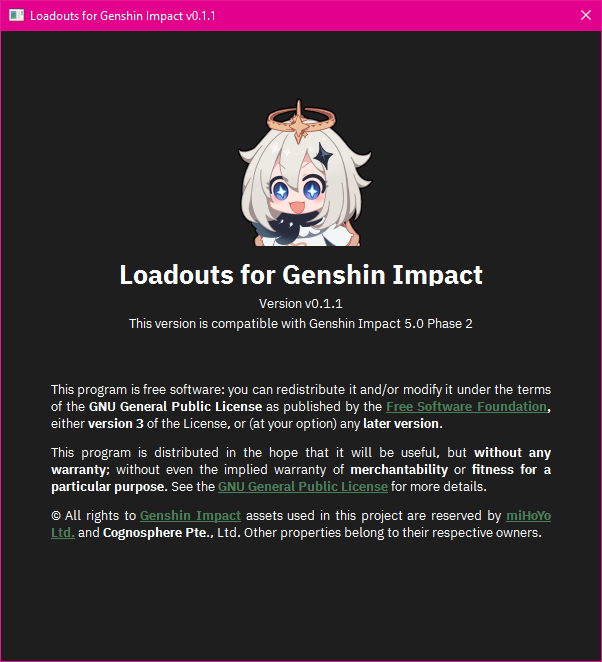 Loadouts for Genshin Impact v0.1.1
Loadouts for Genshin Impact
Version v0.1.1
This version is compatible with Genshin Impact 5.0 Phase 2
This program is free software: you can redistribute it and/or modify it under the terms
of the GNU General Public License as published by the Free Software Foundation,
either version 3 of the License, or (at your option) any later version.
This program is distributed in the hope that it will be useful, but without any
warranty; without even the implied warranty of merchantability or fitness for a
particular purpose. See the GNU General Public License for more details.
© All rights to Genshin Impact assets used in this project are reserved by miHoYo
Ltd. and Cognosphere Pte., Ltd. Other properties belong to their respective owners.